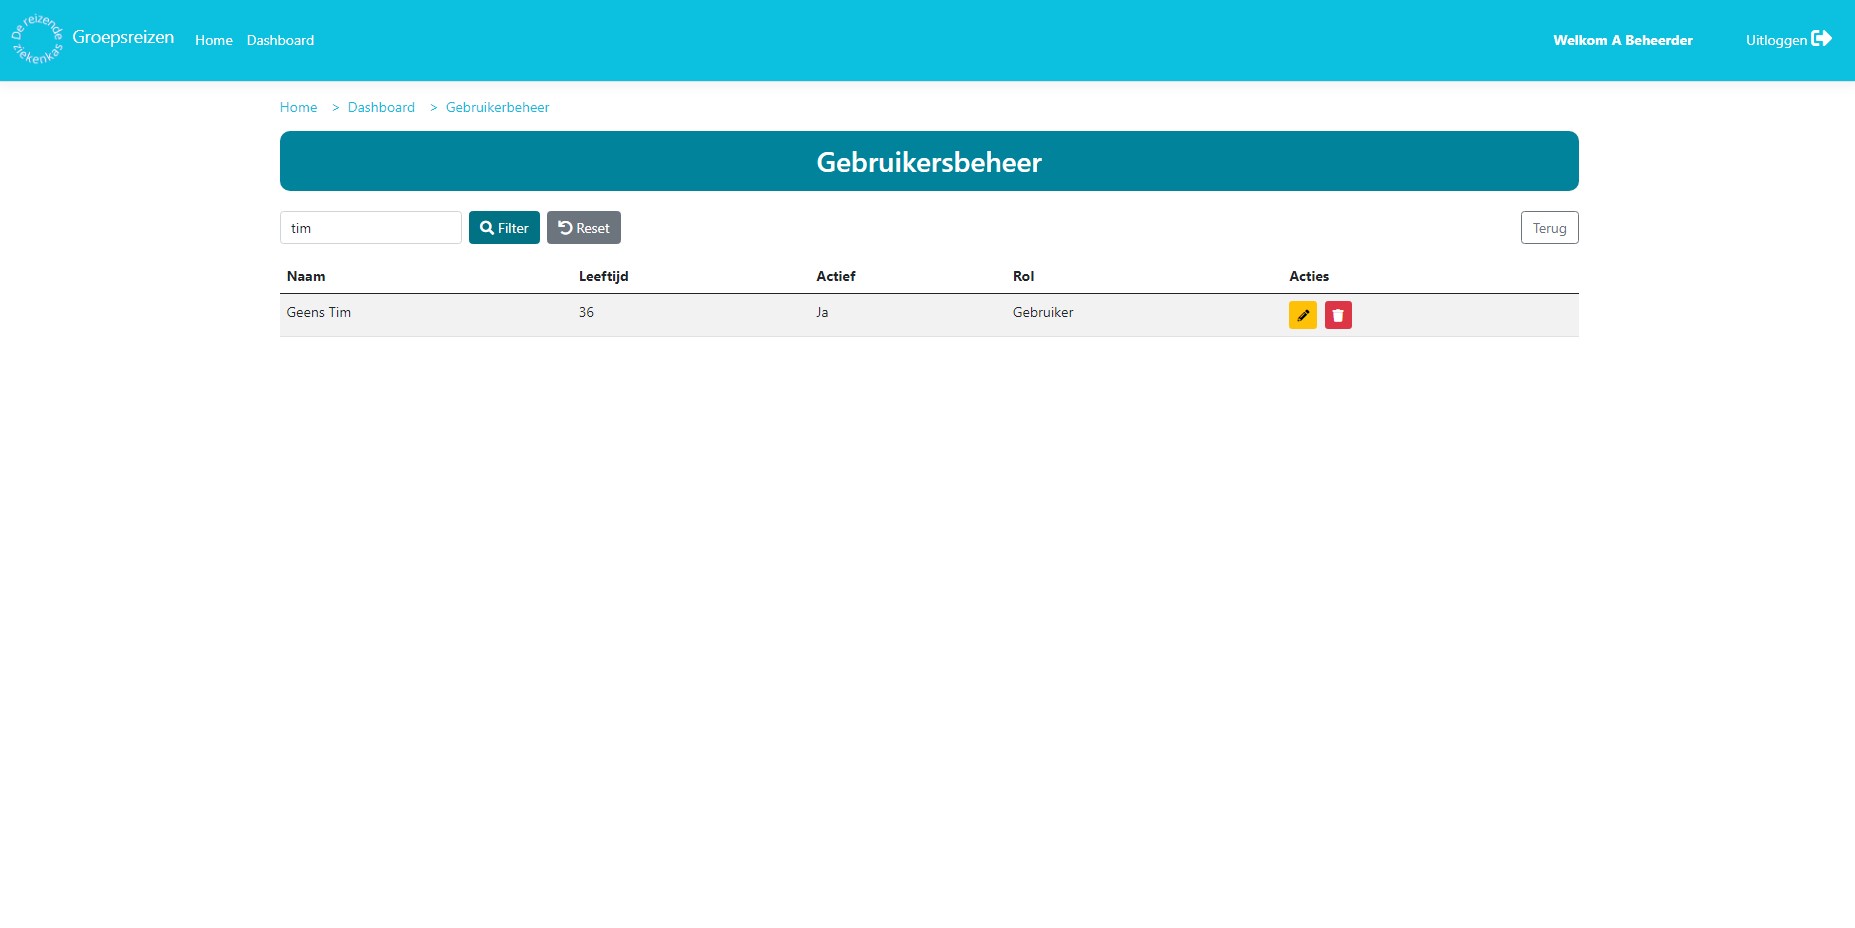 De reizende ziekenkas
Groepsreizen Home Dashboard Welkom A Beheerder Uitloggen
Home > Dashboard > Gebruikerbeheer
Gebruikersbeheer
tim Filter Reset Terug
Naam Leeftijd Actief Rol Acties
Geens Tim 36 Ja Gebruiker